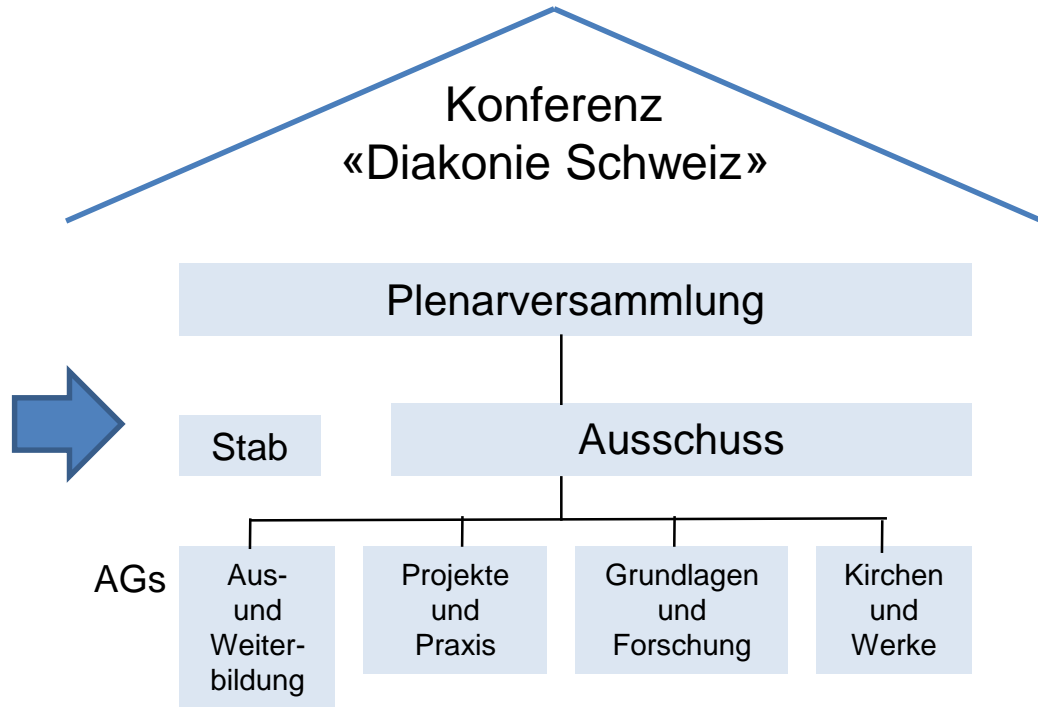 Konferenz
«Diakonie Schweiz»
Plenarversammlung
Stab
Ausschuss
AGs
Aus-
und
Weiter-
bildung
Projekte
und
Praxis
Grundlagen
und
Forschung
Kirchen
und
Werke